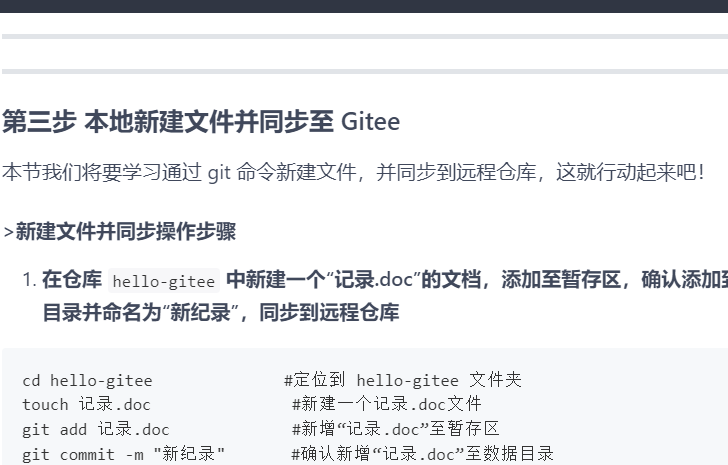 第三步 本地新建文件并同步至 Gitee
本节我们将要学习通过 git 命令新建文件，并同步到远程仓库，这就行动起来吧！
>新建文件并同步操作步骤
1. 在仓库 hello-gitee 中新建一个“记录.doc”的文档，添加至暂存区，确认添加至
目录并命名为“新纪录”，同步到远程仓库
cd hello-gitee #定位到 hello-gitee 文件夹
touch 记录.doc #新建一个记录.doc文件
git add 记录.doc #新增“记录.doc”至暂存区
git commit -m "新纪录" #确认新增“记录.doc”至数据目录